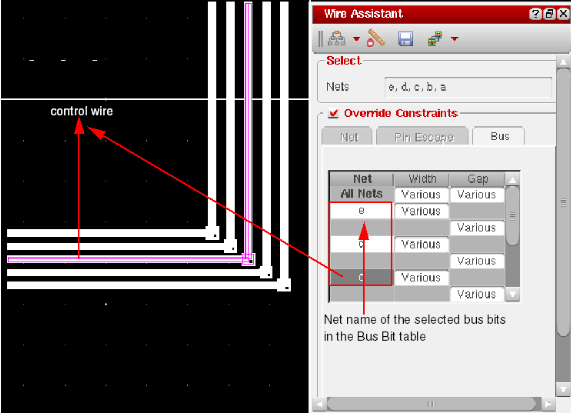 Wire Assistant
Select
Nets
e, d, c, b, a
control wire
Override Constraints
Net
Pin Escape
Bus
Net Width Gap
All Nets Various Various
e Various
Various
Various
Various
c Various
Various
Net name of the selected bus bits
in the Bus Bit table